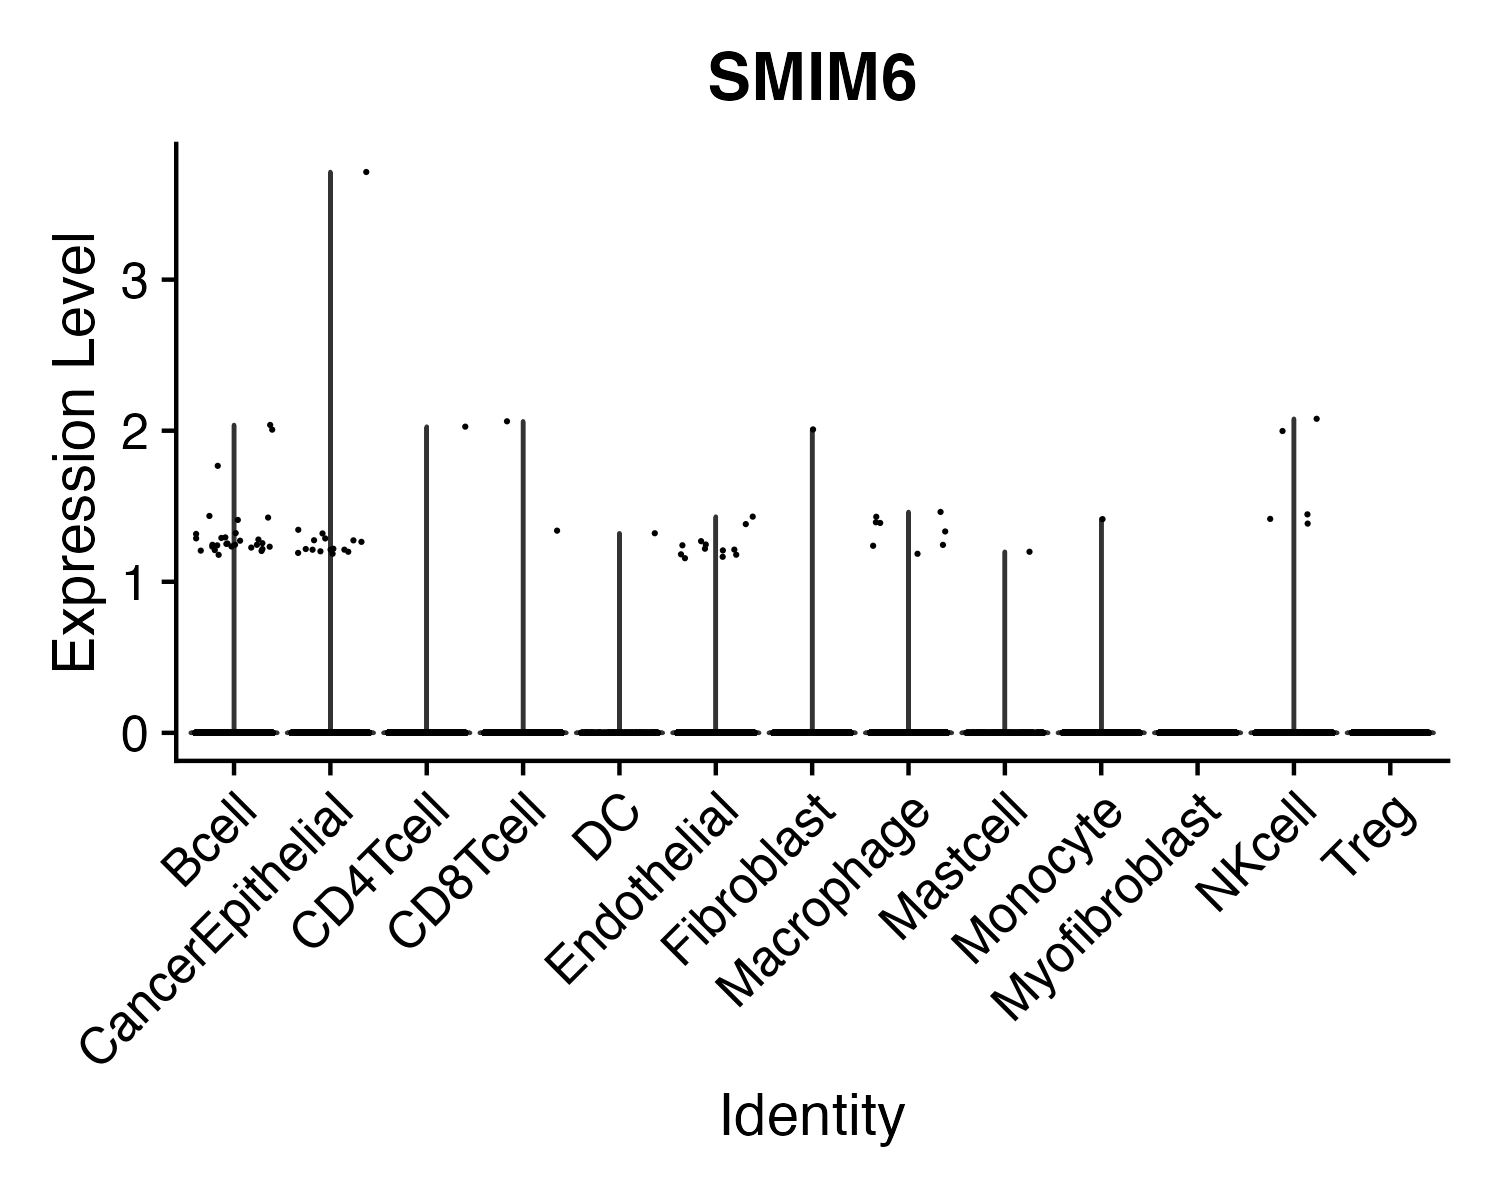 SMIM6
Expression Level
3
2
1
0
Bcell
CancerEpithelial
CD4Tcell
CD8Tcell
DC
Endothelial
Fibroblast
Macrophage
Mastcell
Monocyte
Myofibroblast
NKcell
Treg
Identity